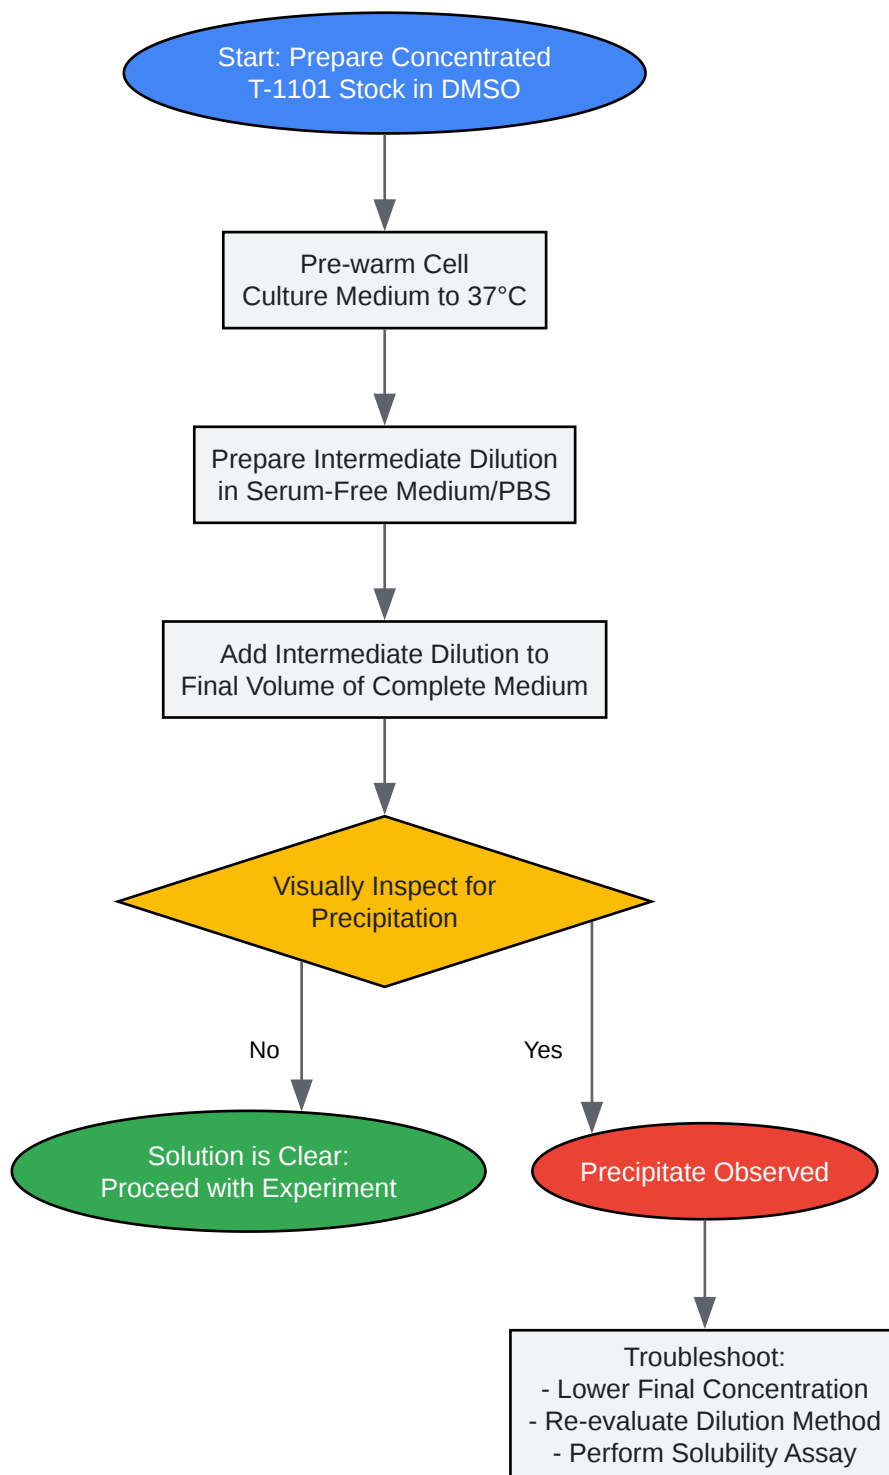 Start: Prepare Concentrated
T-1101 Stock in DMSO
Pre-warm Cell
Culture Medium to 37°C
Prepare Intermediate Dilution
in Serum-Free Medium/PBS
Add Intermediate Dilution to
Final Volume of Complete Medium
Visually Inspect for
Precipitation
No
Yes
Solution is Clear:
Proceed with Experiment
Precipitate Observed
Troubleshoot:
- Lower Final Concentration
- Re-evaluate Dilution Method
- Perform Solubility Assay